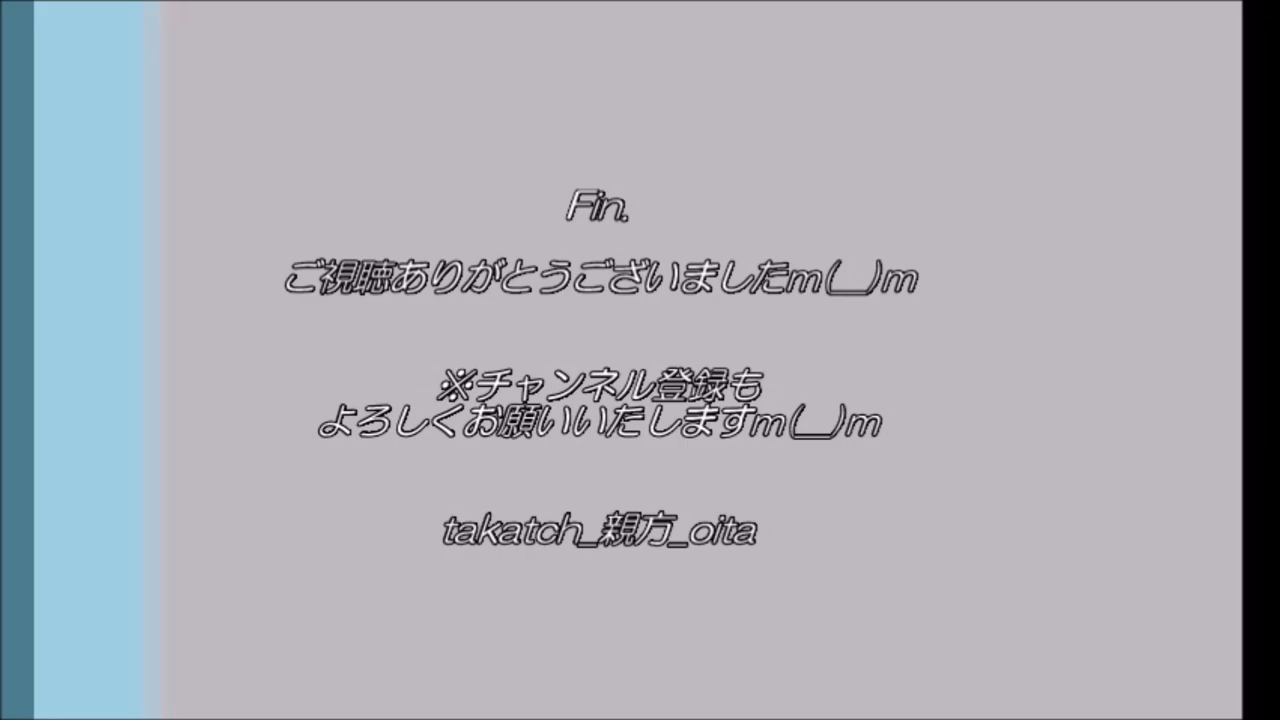 Fin.
ご視聴ありがとうございましたm(__)m
※チャンネル登録も
よろしくお願いいたしますm(__)m
takatch_親方_oita